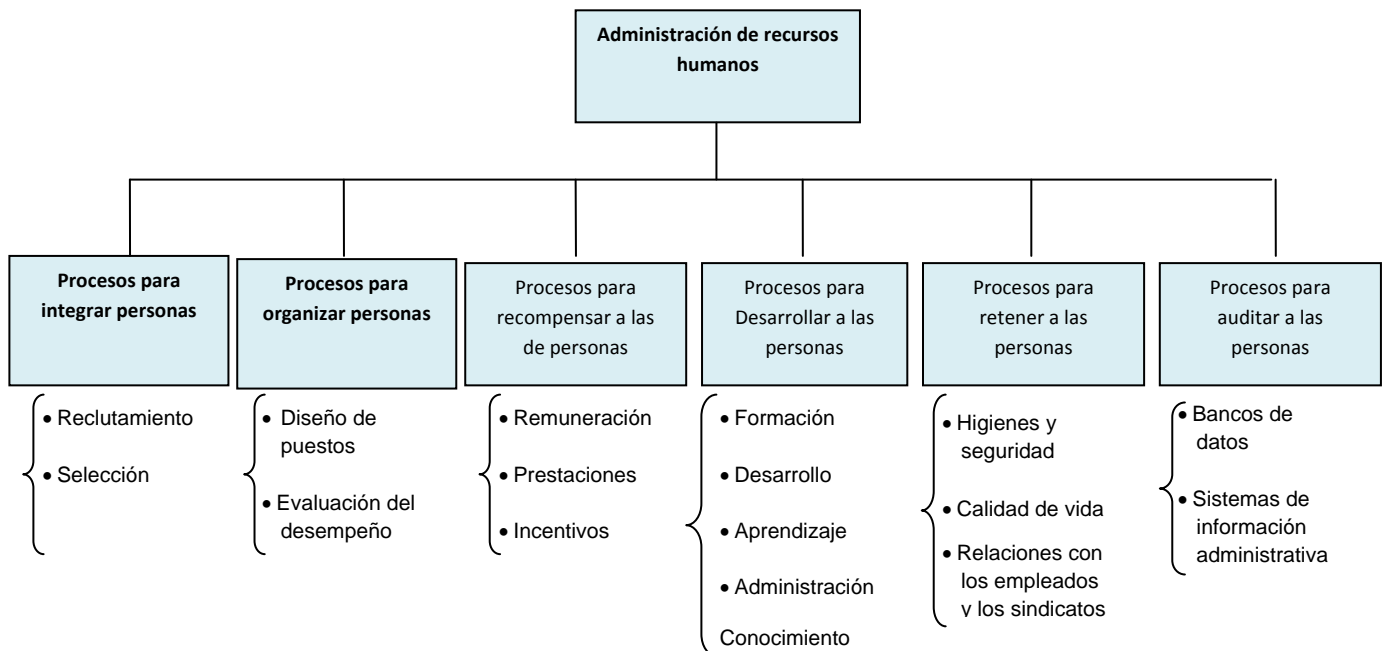 Administración de recursos
humanos
Procesos para
integrar personas
Procesos para
organizar personas
Procesos para
recompensar a las
de personas
Procesos para
Desarrollar a las
personas
Procesos para
retener a las
personas
Procesos para
auditar a las
personas
• Reclutamiento
• Selección
• Diseño de
puestos
• Evaluación del
desempeño
• Remuneración
• Prestaciones
• Incentivos
• Formación
• Desarrollo
• Aprendizaje
• Administración
Conocimiento
• Higienes y
seguridad
• Calidad de vida
• Relaciones con
los empleados
y los sindicatos
• Bancos de
datos
• Sistemas de
información
administrativa